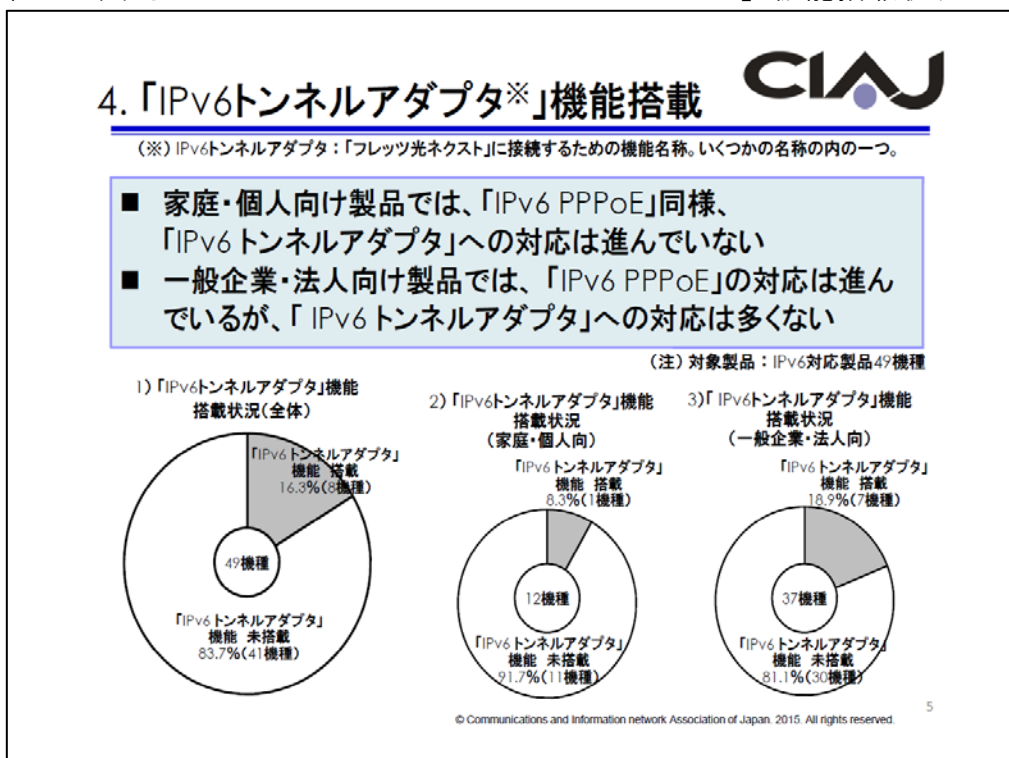 CIAJ
4. 「IPv6トンネルアダプタ※」機能搭載
(※) IPv6トンネルアダプタ：「フレッツ光ネクスト」に接続するための機能名称。いくつかの名称の内の一つ。
■ 家庭・個人向け製品では、「IPv6 PPPoE」同様、
「IPv6 トンネルアダプタ」への対応は進んでいない
■ 一般企業・法人向け製品では、「IPv6 PPPoE」の対応は進ん
でいるが、「 IPv6 トンネルアダプタ」への対応は多くない
(注) 対象製品：IPv6対応製品49機種
1) 「IPv6トンネルアダプタ」機能
搭載状況(全体)
「IPv6 トンネルアダプタ」
機能 搭載
16.3%(8機種)
49機種
「IPv6 トンネルアダプタ」
機能 未搭載
83.7%(41機種)
2) 「IPv6トンネルアダプタ」機能
搭載状況
(家庭・個人向)
「IPv6 トンネルアダプタ」
機能 搭載
8.3%(1機種)
12機種
「IPv6 トンネルアダプタ」
機能 未搭載
91.7%(11機種)
3)「 IPv6トンネルアダプタ」機能
搭載状況
(一般企業・法人向)
「IPv6 トンネルアダプタ」
機能 搭載
18.9%(7機種)
37機種
「IPv6 トンネルアダプタ」
機能 未搭載
81.1%(30機種)
5
© Communications and Information network Association of Japan. 2015. All rights reserved.